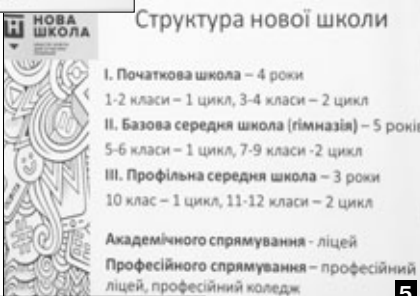 НОВА
ШКОЛА
Структура нової школи
І. Початкова школа – 4 роки
1-2 класи – 1 цикл, 3-4 класи – 2 цикл
ІІ. Базова середня школа (гімназія) – 5 років
5-6 класи – 1 цикл, 7-9 класи -2 цикл
ІІІ. Профільна середня школа – 3 роки
10 клас – 1 цикл, 11-12 класи – 2 цикл
Академічного спрямування - ліцей
Професійного спрямування – професійний
ліцей, професійний коледж
5